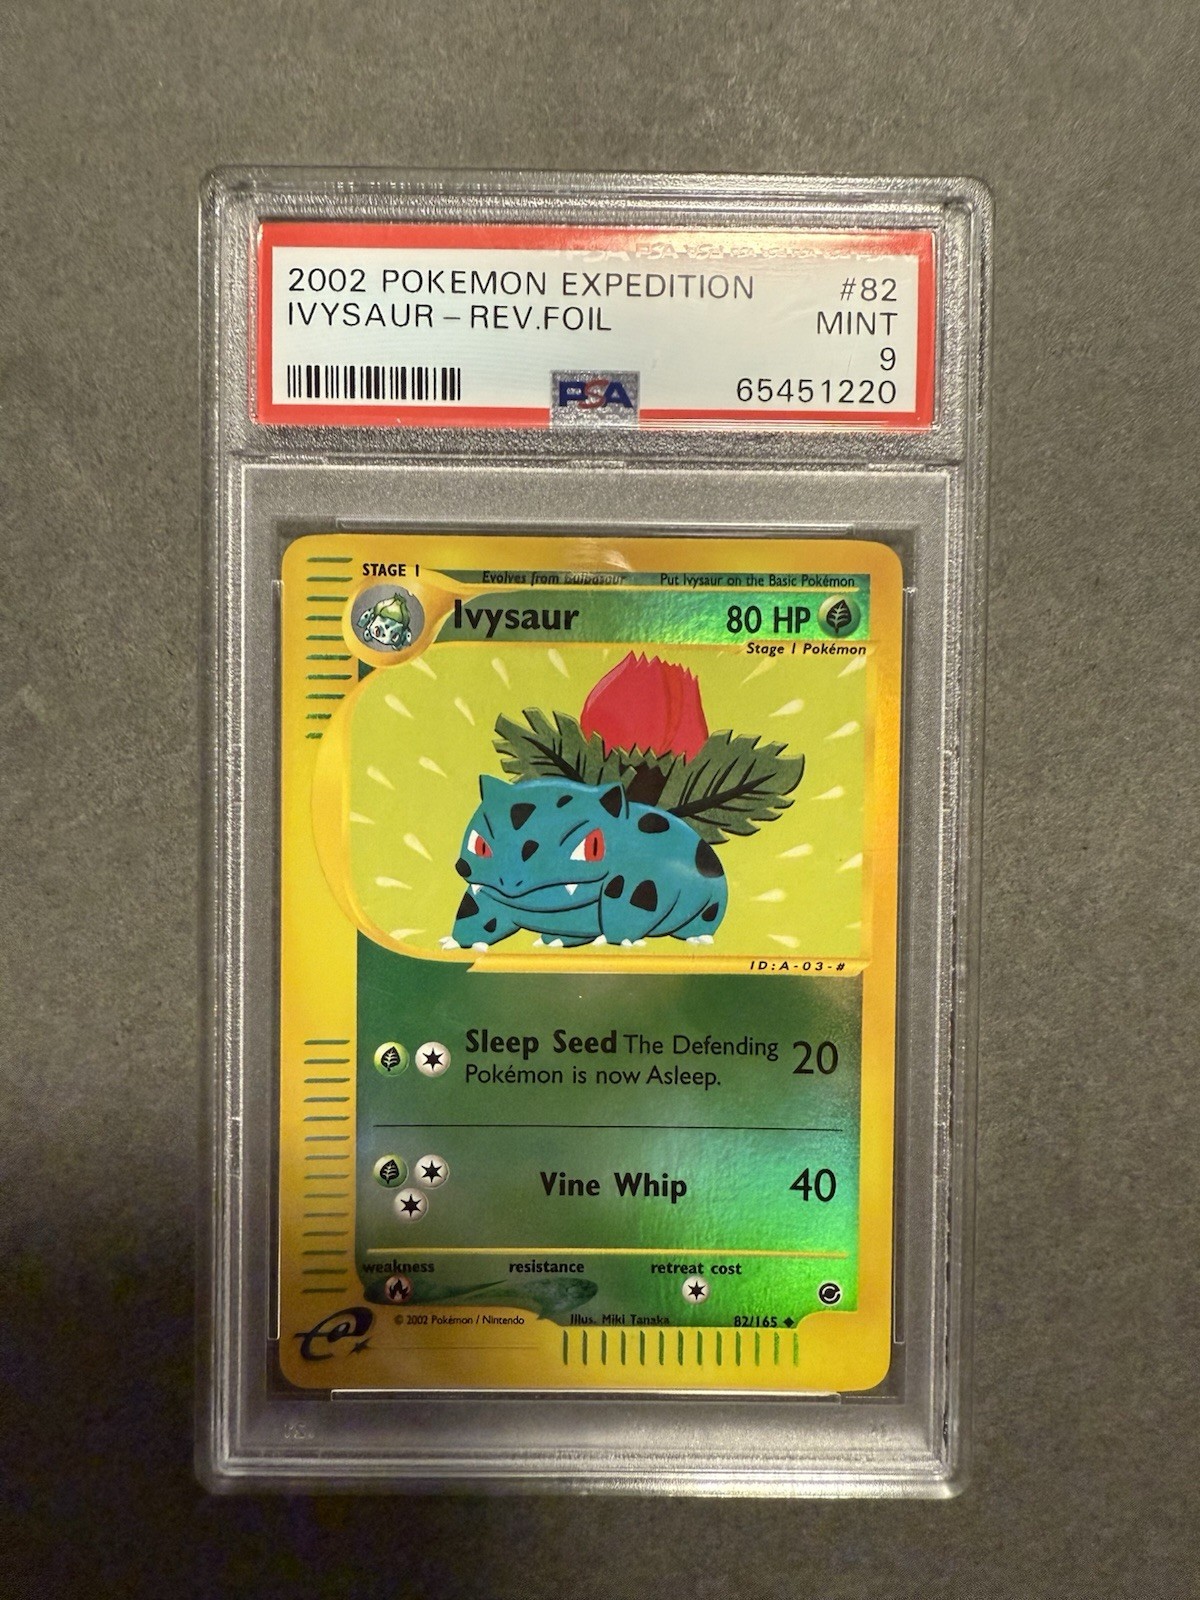 2002 POKEMON EXPEDITION #82
IVYSAUR - REV.FOIL MINT
9
PSA 65451220
STAGE 1 Evolves from Bulbasaur Put Ivysaur on the Basic Pokémon
Ivysaur 80 HP
Stage 1 Pokémon
ID:A-03-#
Sleep Seed The Defending 20
Pokémon is now Asleep.
Vine Whip 40
weakness resistance retreat cost
© 2002 Pokémon / Nintendo Illus. Miki Tanaka 82/165
e